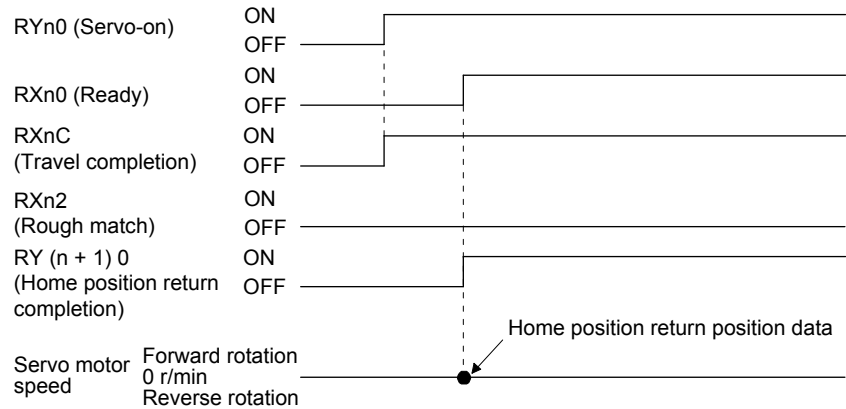 RYn0 (Servo-on)
ON
OFF
RXn0 (Ready)
ON
OFF
RXnC
(Travel completion)
ON
OFF
RXn2
(Rough match)
ON
OFF
RY (n + 1) 0
(Home position return
completion)
ON
OFF
Home position return position data
Servo motor
speed
Forward rotation
0 r/min
Reverse rotation